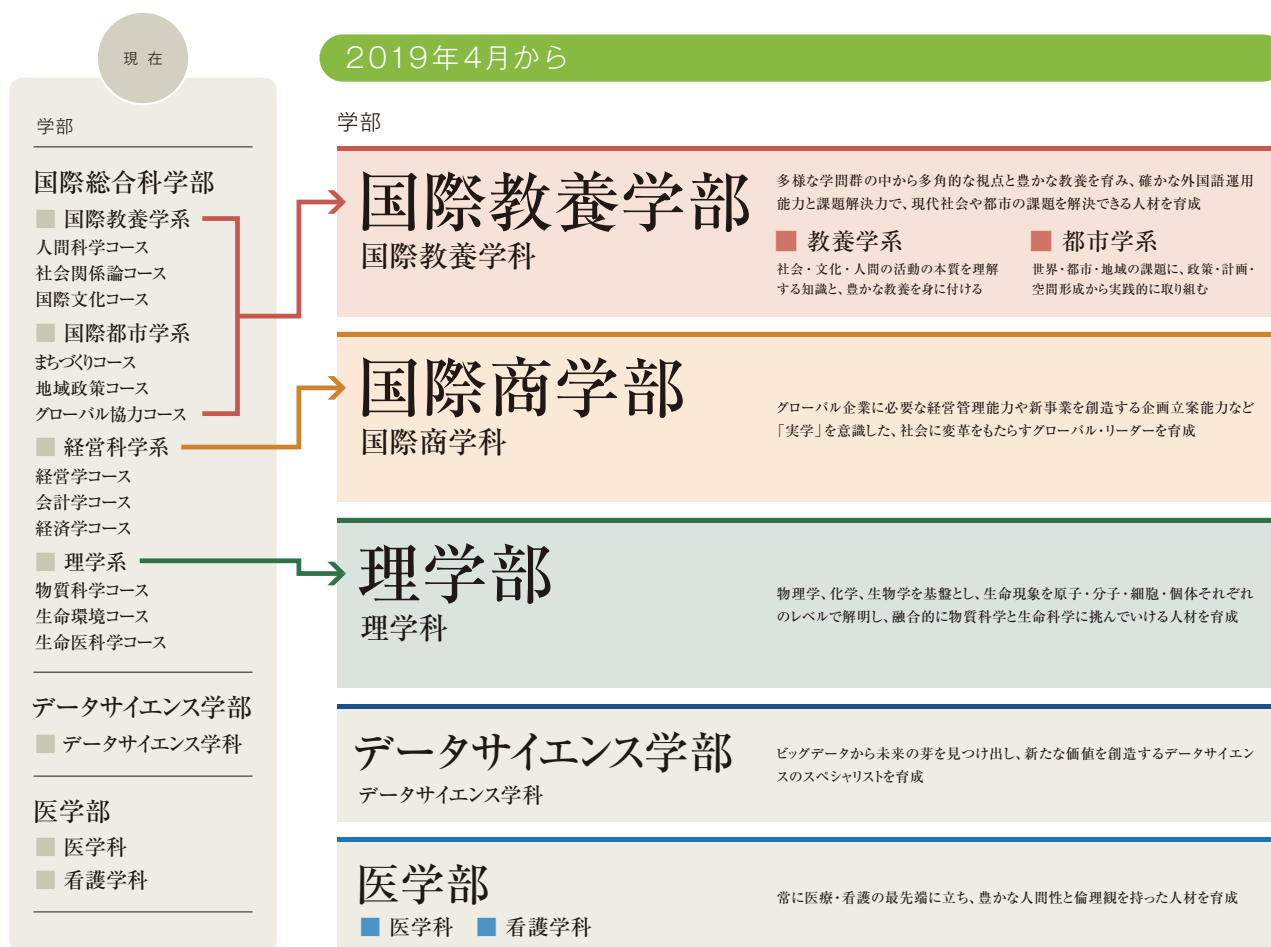 現在
学部
国際総合科学部
国際教養学系
人間科学コース
社会関係論コース
国際文化コース
国際都市学系
まちづくりコース
地域政策コース
グローバル協力コース
経営科学系
経営学コース
会計学コース
経済学コース
理学系
物質科学コース
生命環境コース
生命医科学コース
データサイエンス学部
データサイエンス学科
医学部
医学科
看護学科
2019年4月から
学部
国際教養学部
国際教養学科
多様な学問群の中から多角的な視点と豊かな教養を育み、確かな外国語運用
能力と課題解決力で、現代社会や都市の課題を解決できる人材を育成
教養学系
社会・文化・人間の活動の本質を理解
する知識と、豊かな教養を身に付ける
都市学系
世界・都市・地域の課題に、政策・計画・
空間形成から実践的に取り組む
国際商学部
国際商学科
グローバル企業に必要な経営管理能力や新事業を創造する企画立案能力など
「実学」を意識した、社会に変革をもたらすグローバル・リーダーを育成
理学部
理学科
物理学、化学、生物学を基盤とし、生命現象を原子・分子・細胞・個体それぞれ
のレベルで解明し、融合的に物質科学と生命科学に挑んでいける人材を育成
データサイエンス学部
データサイエンス学科
ビッグデータから未来の芽を見つけ出し、新たな価値を創造するデータサイエン
スのスペシャリストを育成
医学部
医学科 看護学科
常に医療・看護の最先端に立ち、豊かな人間性と倫理観を持った人材を育成